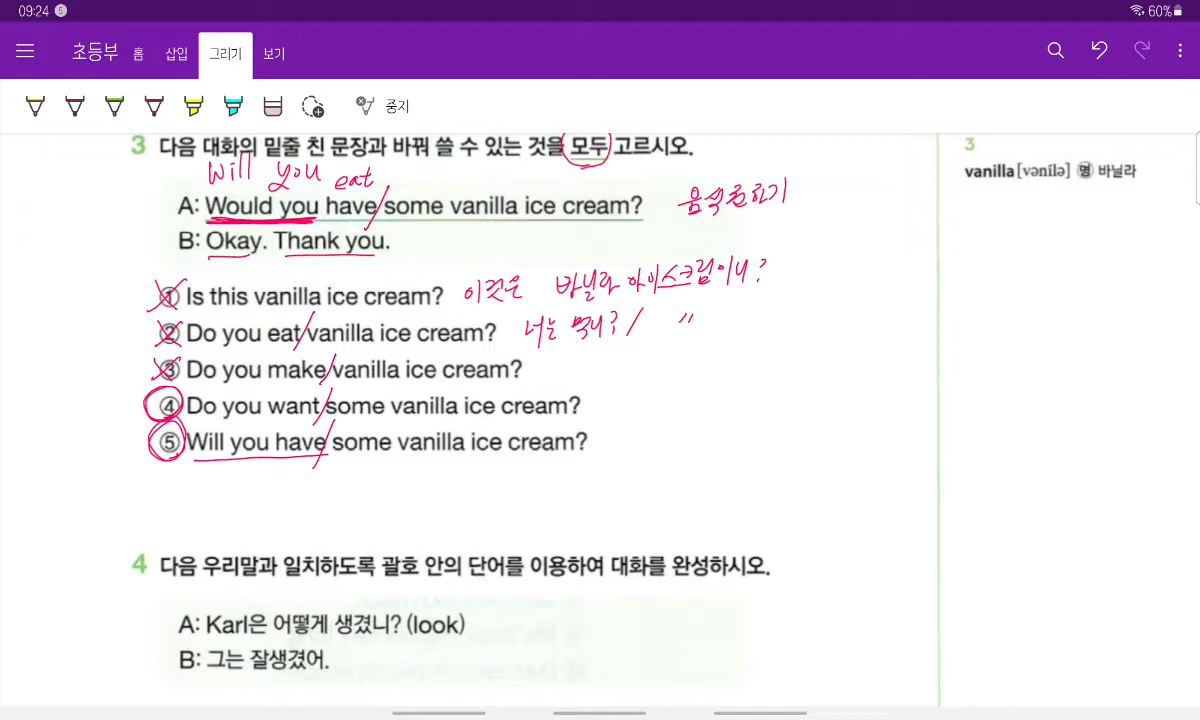 09:24 5 60%
초등부 홈 삽입 그리기 보기
중지
3 다음 대화의 밑줄 친 문장과 바꿔 쓸 수 있는 것을 모두 고르시오.
Will you eat
A: Would you have some vanilla ice cream? 음식권하기
B: Okay. Thank you.
① Is this vanilla ice cream? 이것은 바닐라 아이스크림이니?
② Do you eat vanilla ice cream? 너는 먹니? / 〃
③ Do you make vanilla ice cream?
④ Do you want some vanilla ice cream?
⑤ Will you have some vanilla ice cream?
4 다음 우리말과 일치하도록 괄호 안의 단어를 이용하여 대화를 완성하시오.
A: Karl은 어떻게 생겼니? (look)
B: 그는 잘생겼어.
3
vanilla [vənílə] 명 바닐라